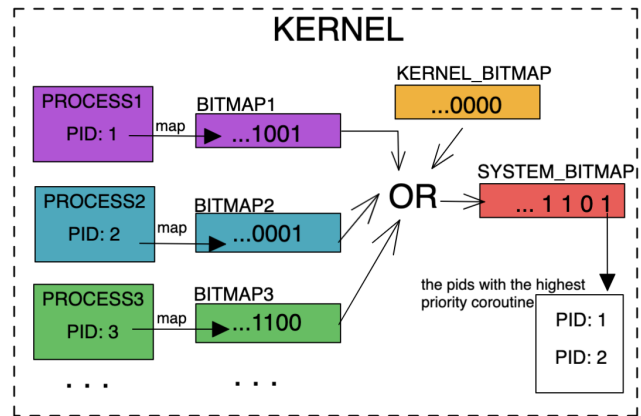 KERNEL
KERNEL_BITMAP
...0000
PROCESS1
PID: 1
map
BITMAP1
...1001
PROCESS2
PID: 2
map
BITMAP2
...0001
OR
SYSTEM_BITMAP
... 1 1 0 1
PROCESS3
PID: 3
map
BITMAP3
...1100
the pids with the highest
priority coroutine
PID: 1
PID: 2
. . .
. . .